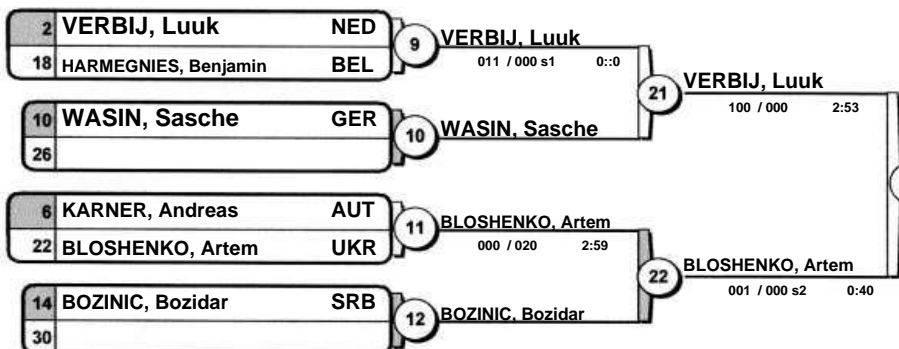 2 VERBIJ, Luuk NED
18 HARMEGNIES, Benjamin BEL
9
VERBIJ, Luuk
011 / 000 s1 0::0
10 WASIN, Sasche GER
26
10
WASIN, Sasche
21
VERBIJ, Luuk
100 / 000 2:53
6 KARNER, Andreas AUT
22 BLOSHENKO, Artem UKR
11
BLOSHENKO, Artem
000 / 020 2:59
14 BOZINIC, Bozidar SRB
30
12
BOZINIC, Bozidar
22
BLOSHENKO, Artem
001 / 000 s2 0:40